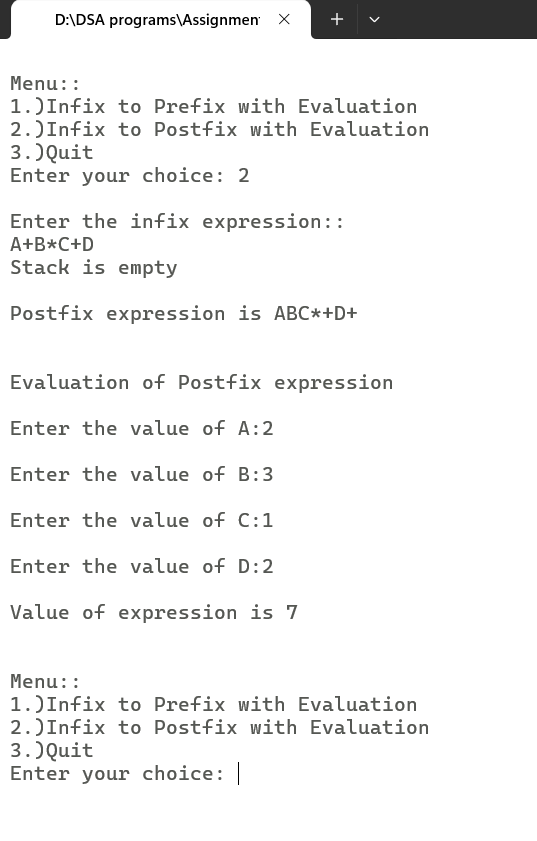 D:\DSA programs\Assignmen
Menu::
1.)Infix to Prefix with Evaluation
2.)Infix to Postfix with Evaluation
3.)Quit
Enter your choice: 2
Enter the infix expression::
A+B*C+D
Stack is empty
Postfix expression is ABC*+D+
Evaluation of Postfix expression
Enter the value of A:2
Enter the value of B:3
Enter the value of C:1
Enter the value of D:2
Value of expression is 7
Menu::
1.)Infix to Prefix with Evaluation
2.)Infix to Postfix with Evaluation
3.)Quit
Enter your choice: